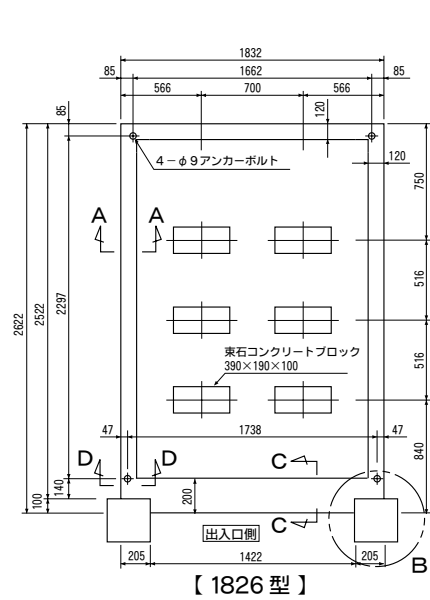 1832
85 1662 85
566 700 566
85
120
4－φ9アンカーボルト
120
750
A A
2622
2522
2297
516
516
束石コンクリートブロック
390×190×100
47 1738 47
840
D D
C
140
200
100
C
出入口側
B
205 1422 205
【 1826 型 】